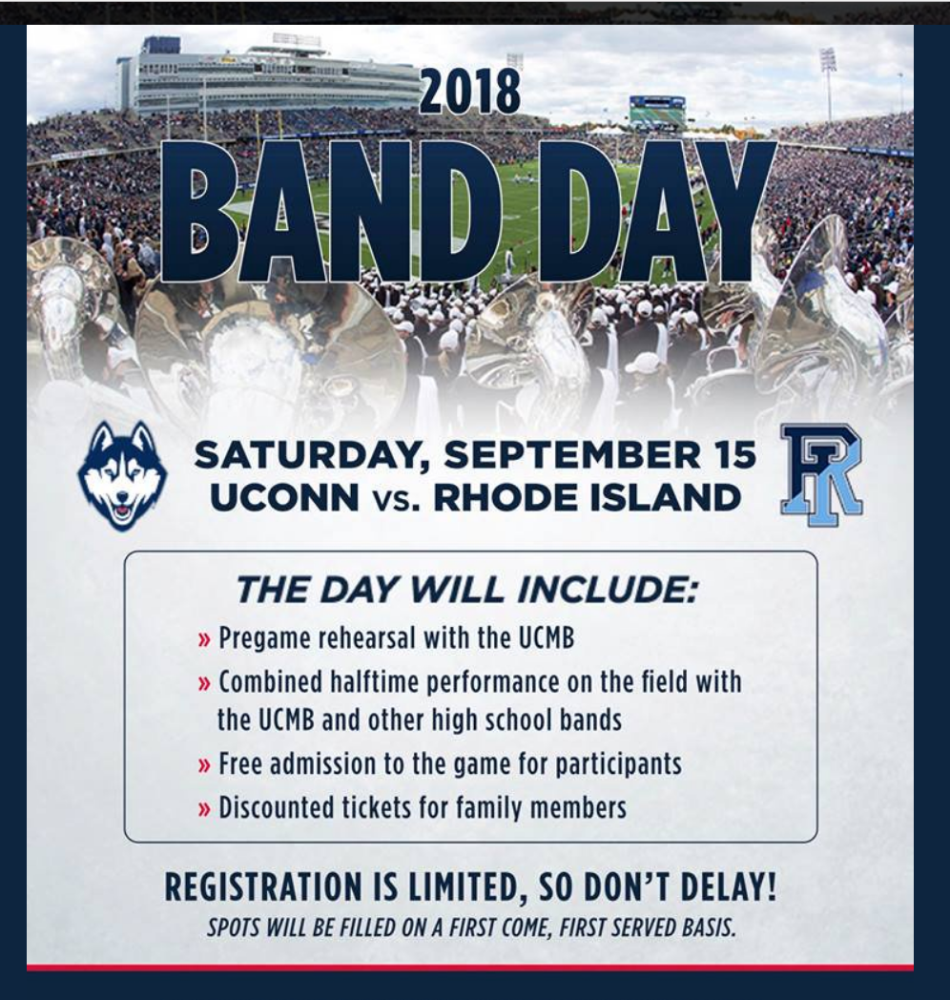 2018
BAND DAY
SATURDAY, SEPTEMBER 15
UCONN VS. RHODE ISLAND
THE DAY WILL INCLUDE:
» Pregame rehearsal with the UCMB
» Combined halftime performance on the field with
the UCMB and other high school bands
» Free admission to the game for participants
» Discounted tickets for family members
REGISTRATION IS LIMITED, SO DON'T DELAY!
SPOTS WILL BE FILLED ON A FIRST COME, FIRST SERVED BASIS.